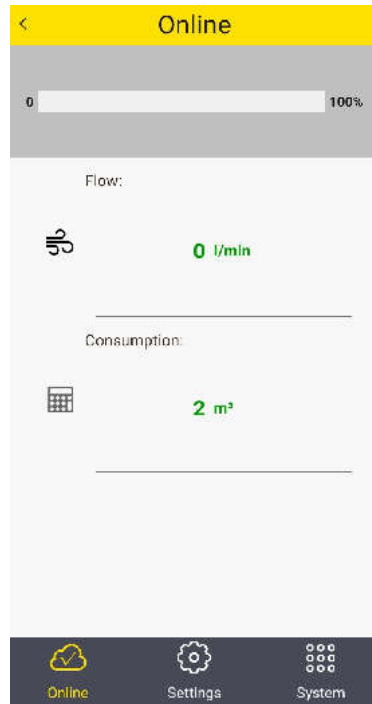 Online
0 100%
Flow:
0 l/min
Consumption:
2 m³
Online Settings System